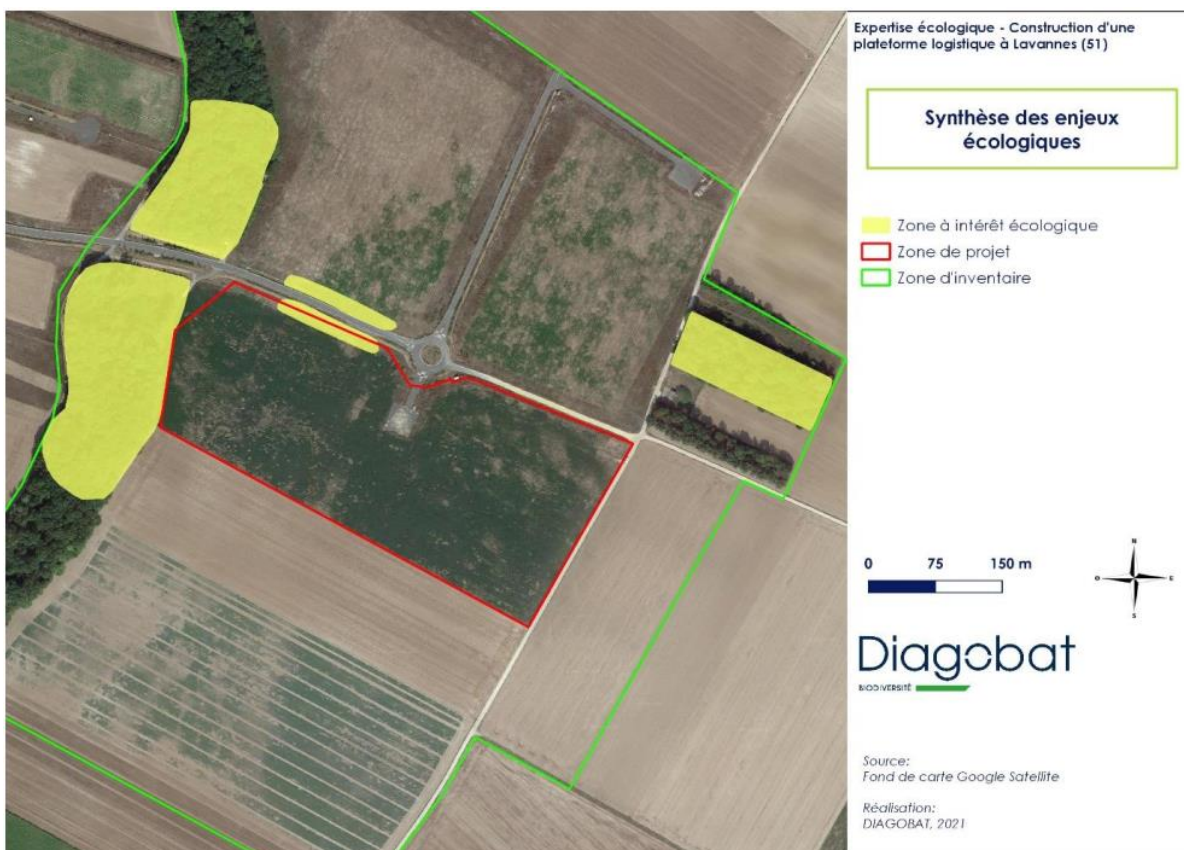 Expertise écologique - Construction d'une
plateforme logistique à Lavannes (51)
Synthèse des enjeux
écologiques
Zone à intérêt écologique
Zone de projet
Zone d'inventaire
0 75 150 m
N
O E
S
Diagobat
BIODIVERSITÉ
Source:
Fond de carte Google Satellite
Réalisation:
DIAGOBAT, 2021